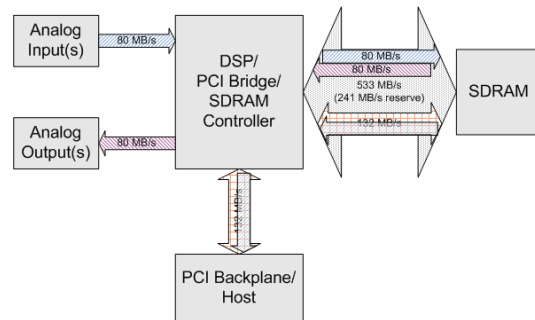 Analog
Input(s)
80 MB/s
DSP/
PCI Bridge/
SDRAM
Controller
80 MB/s
80 MB/s
533 MB/s
(241 MB/s reserve)
132 MB/s
SDRAM
Analog
Output(s)
80 MB/s
132 MB/s
PCI Backplane/
Host